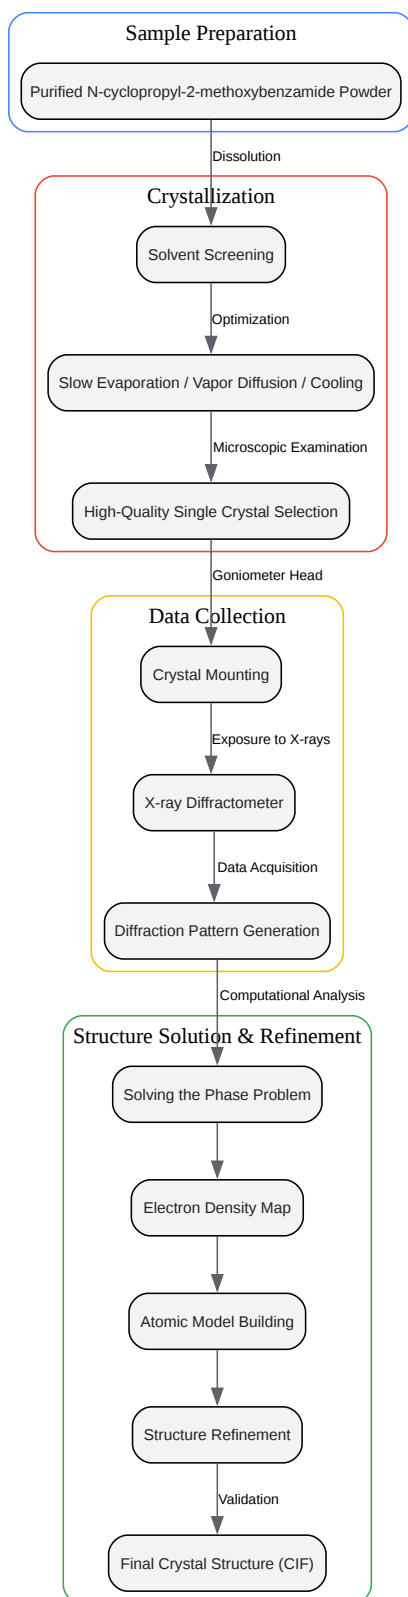 Sample Preparation
Purified N-cyclopropyl-2-methoxybenzamide Powder
Dissolution
Crystallization
Solvent Screening
Optimization
Slow Evaporation / Vapor Diffusion / Cooling
Microscopic Examination
High-Quality Single Crystal Selection
Goniometer Head
Data Collection
Crystal Mounting
Exposure to X-rays
X-ray Diffractometer
Data Acquisition
Diffraction Pattern Generation
Computational Analysis
Structure Solution & Refinement
Solving the Phase Problem
Electron Density Map
Atomic Model Building
Structure Refinement
Validation
Final Crystal Structure (CIF)